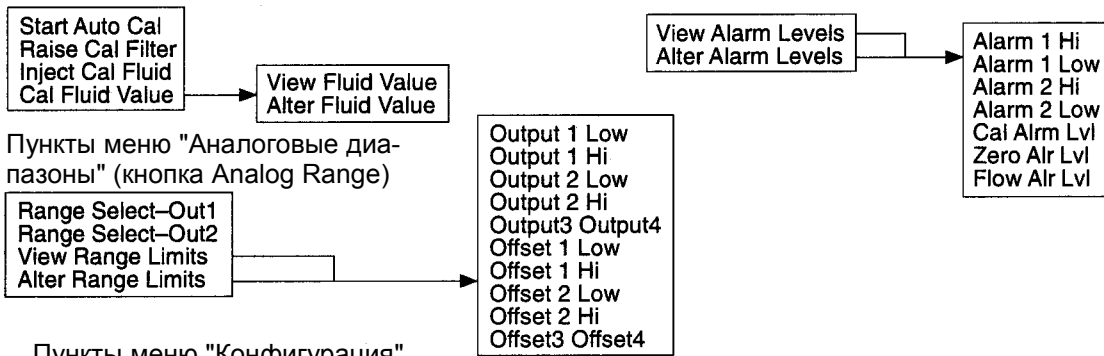 Start Auto Cal
Raise Cal Filter
Inject Cal Fluid
Cal Fluid Value
View Fluid Value
Alter Fluid Value
View Alarm Levels
Alter Alarm Levels
Alarm 1 Hi
Alarm 1 Low
Alarm 2 Hi
Alarm 2 Low
Cal Alrm Lvl
Zero Alr Lvl
Flow Alr Lvl
Пункты меню "Аналоговые диа-
пазоны" (кнопка Analog Range)
Range Select–Out1
Range Select–Out2
View Range Limits
Alter Range Limits
Output 1 Low
Output 1 Hi
Output 2 Low
Output 2 Hi
Output3 Output4
Offset 1 Low
Offset 1 Hi
Offset 2 Low
Offset 2 Hi
Offset3 Offset4
Пункты меню "Конфигурация"